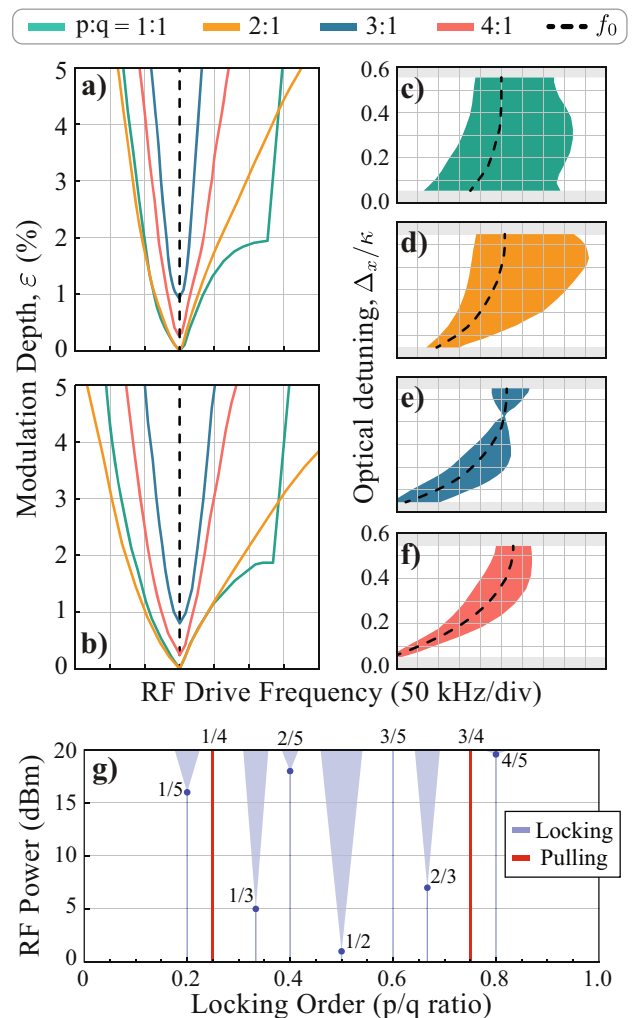 p:q = 1:1 2:1 3:1 4:1 f₀
a)
5
4
3
2
1
0
b)
5
4
3
2
1
0
Modulation Depth, ε (%)
c)
0.6
0.4
0.2
0.0
d)
e)
f)
0.6
0.4
0.2
0.0
Optical detuning, Δₓ/κ
RF Drive Frequency (50 kHz/div)
g)
20
15
10
5
0
RF Power (dBm)
1/5
1/4
1/3
2/5
1/2
3/5
2/3
3/4
4/5
Locking
Pulling
0 0.2 0.4 0.6 0.8 1.0
Locking Order (p/q ratio)